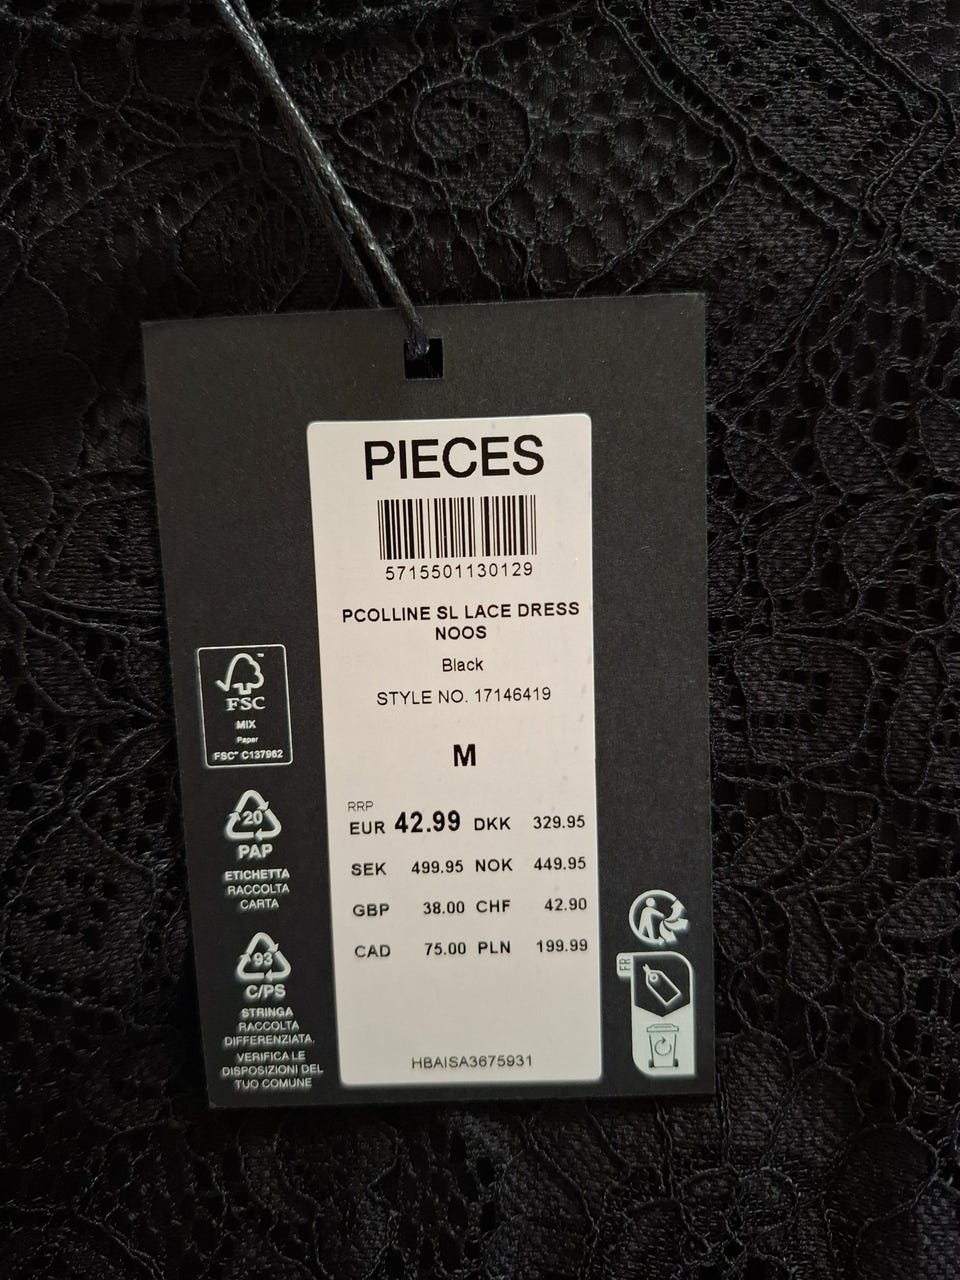 PIECES
5715501130129
PCOLLINE SL LACE DRESS
NOOS
Black
STYLE NO. 17146419
M
RRP
EUR 42.99 DKK 329.95
SEK 499.95 NOK 449.95
GBP 38.00 CHF 42.90
CAD 75.00 PLN 199.99
HBAISA3675931
™
FSC
MIX
Paper
FSC® C137962
20
PAP
ETICHETTA
RACCOLTA
CARTA
93
C/PS
STRINGA
RACCOLTA
DIFFERENZIATA.
VERIFICA LE
DISPOSIZIONI DEL
TUO COMUNE
FR